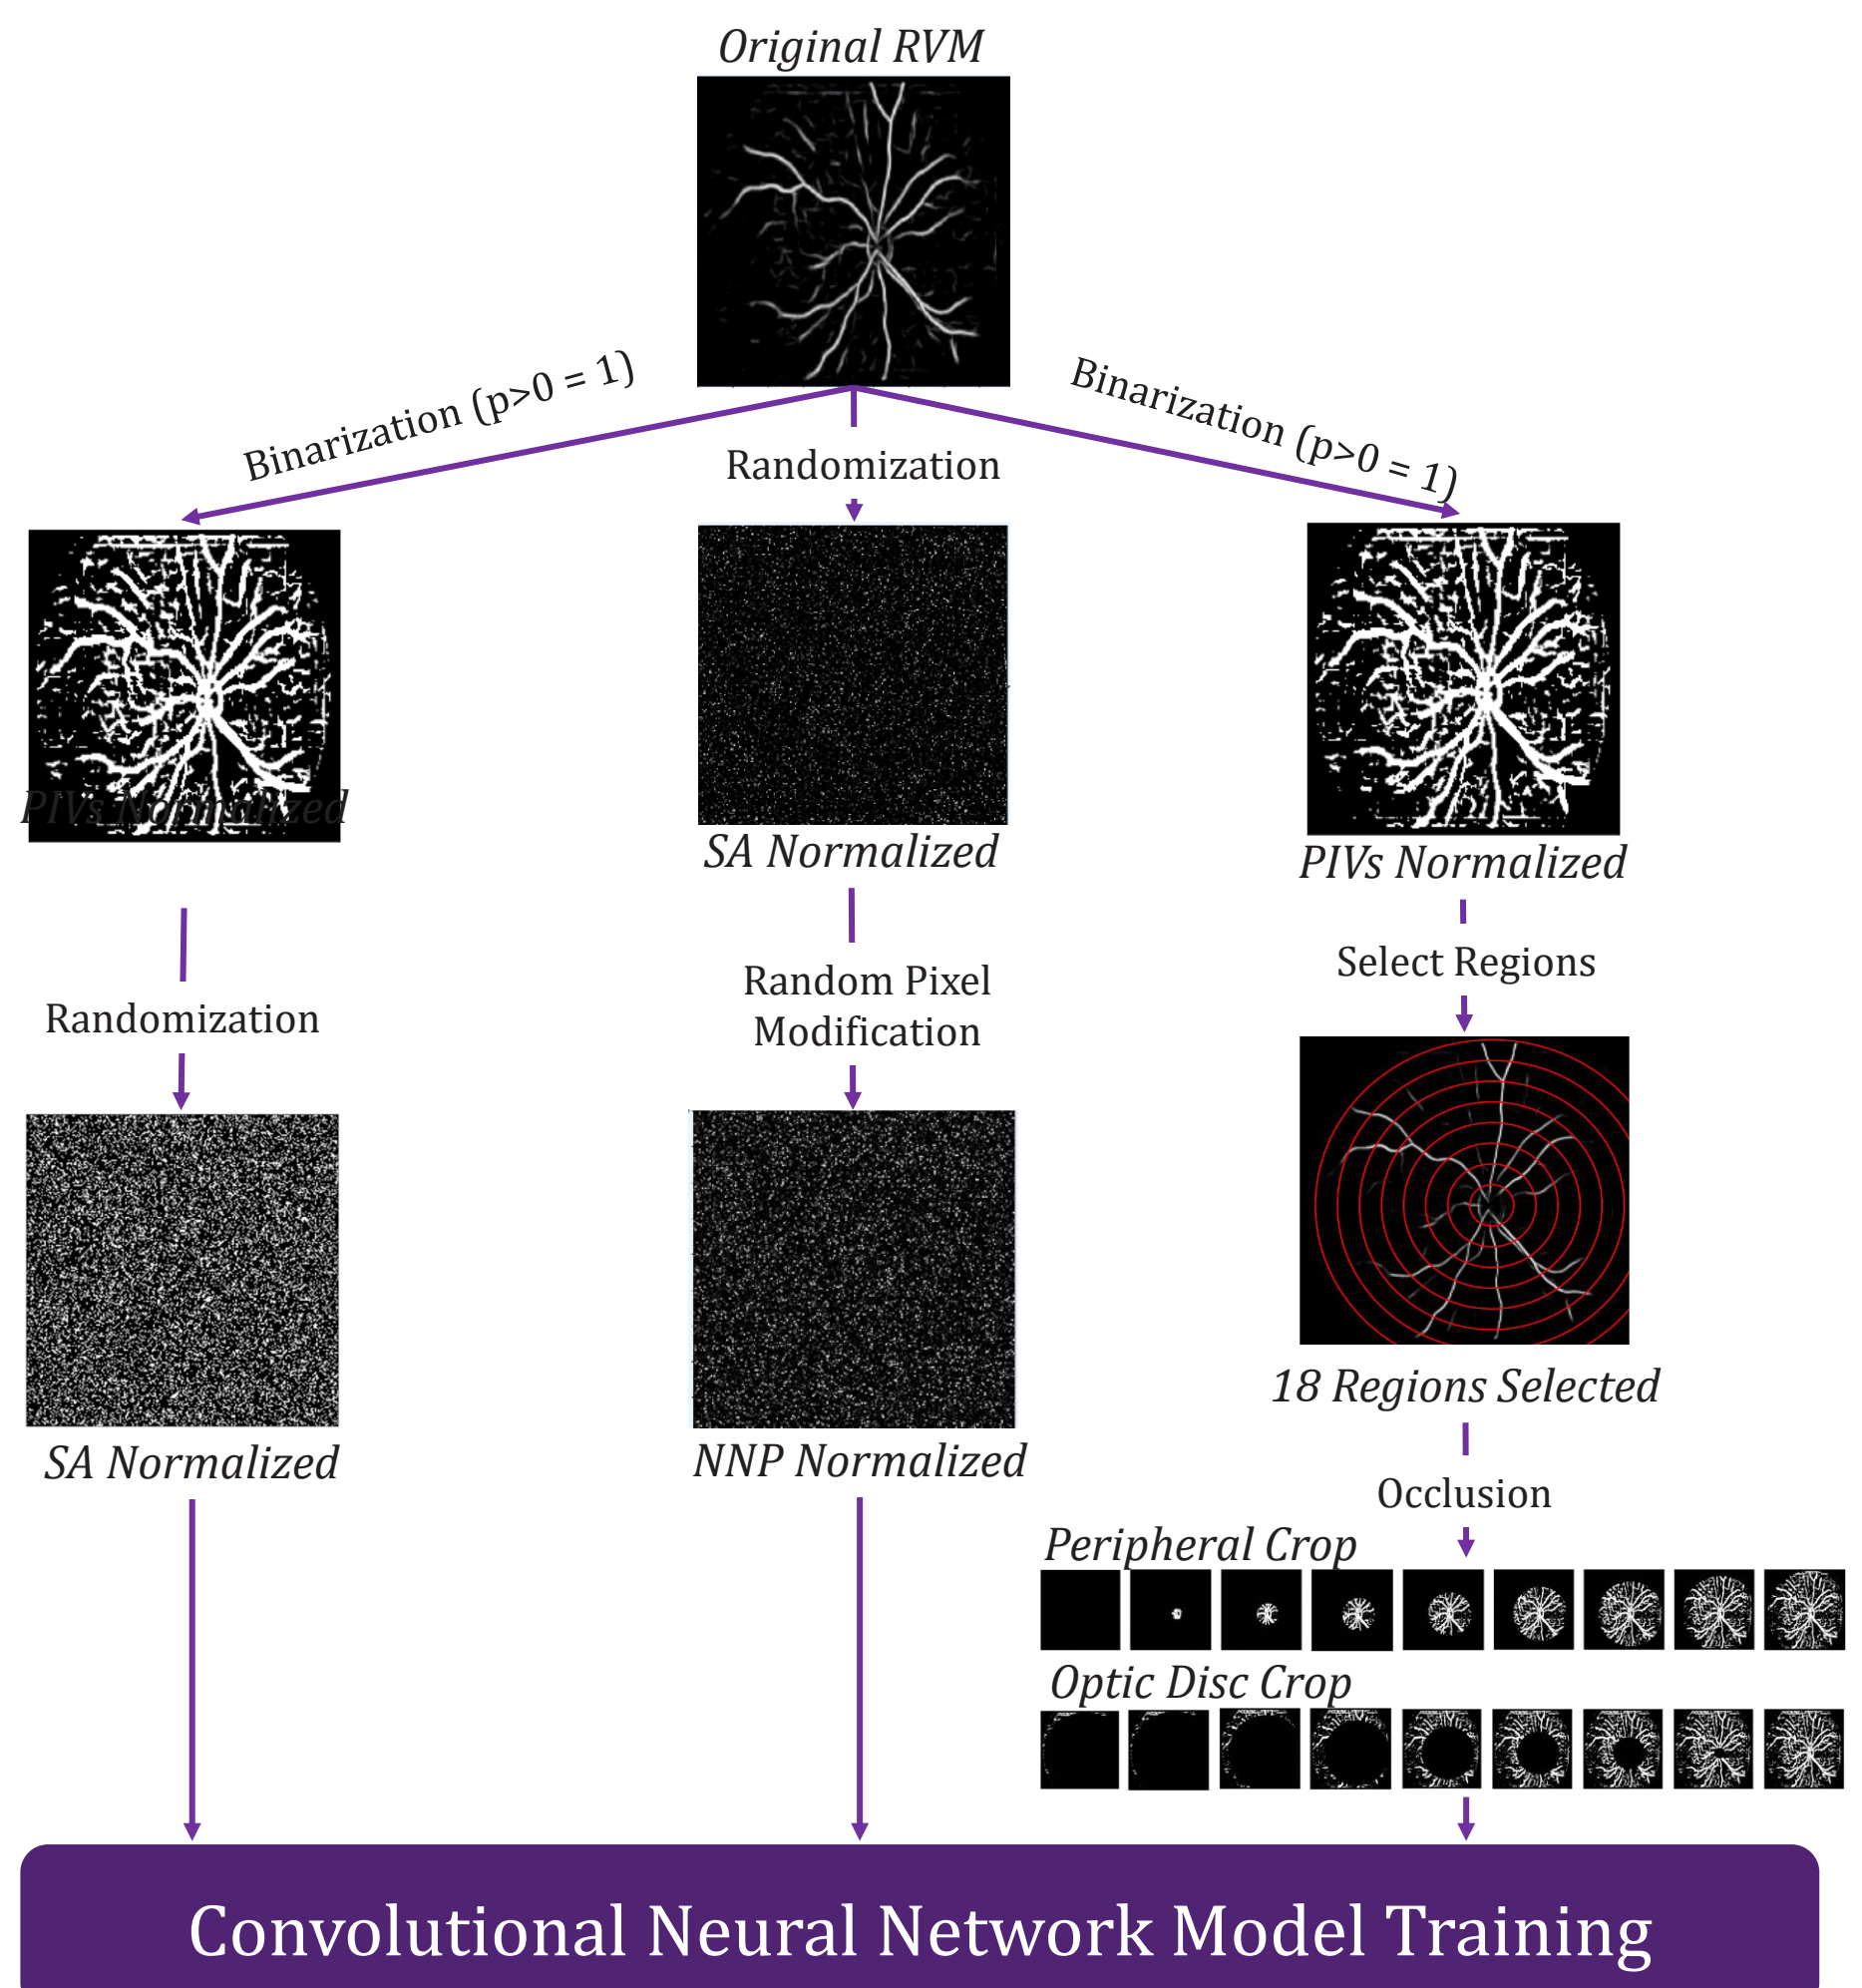 Original RVM
Binarization (p>0 = 1)
Randomization
Binarization (p>0 = 1)
PIVs Normalized
SA Normalized
PIVs Normalized
Randomization
Random Pixel
Modification
Select Regions
SA Normalized
NNP Normalized
18 Regions Selected
Occlusion
Peripheral Crop
Optic Disc Crop
Convolutional Neural Network Model Training